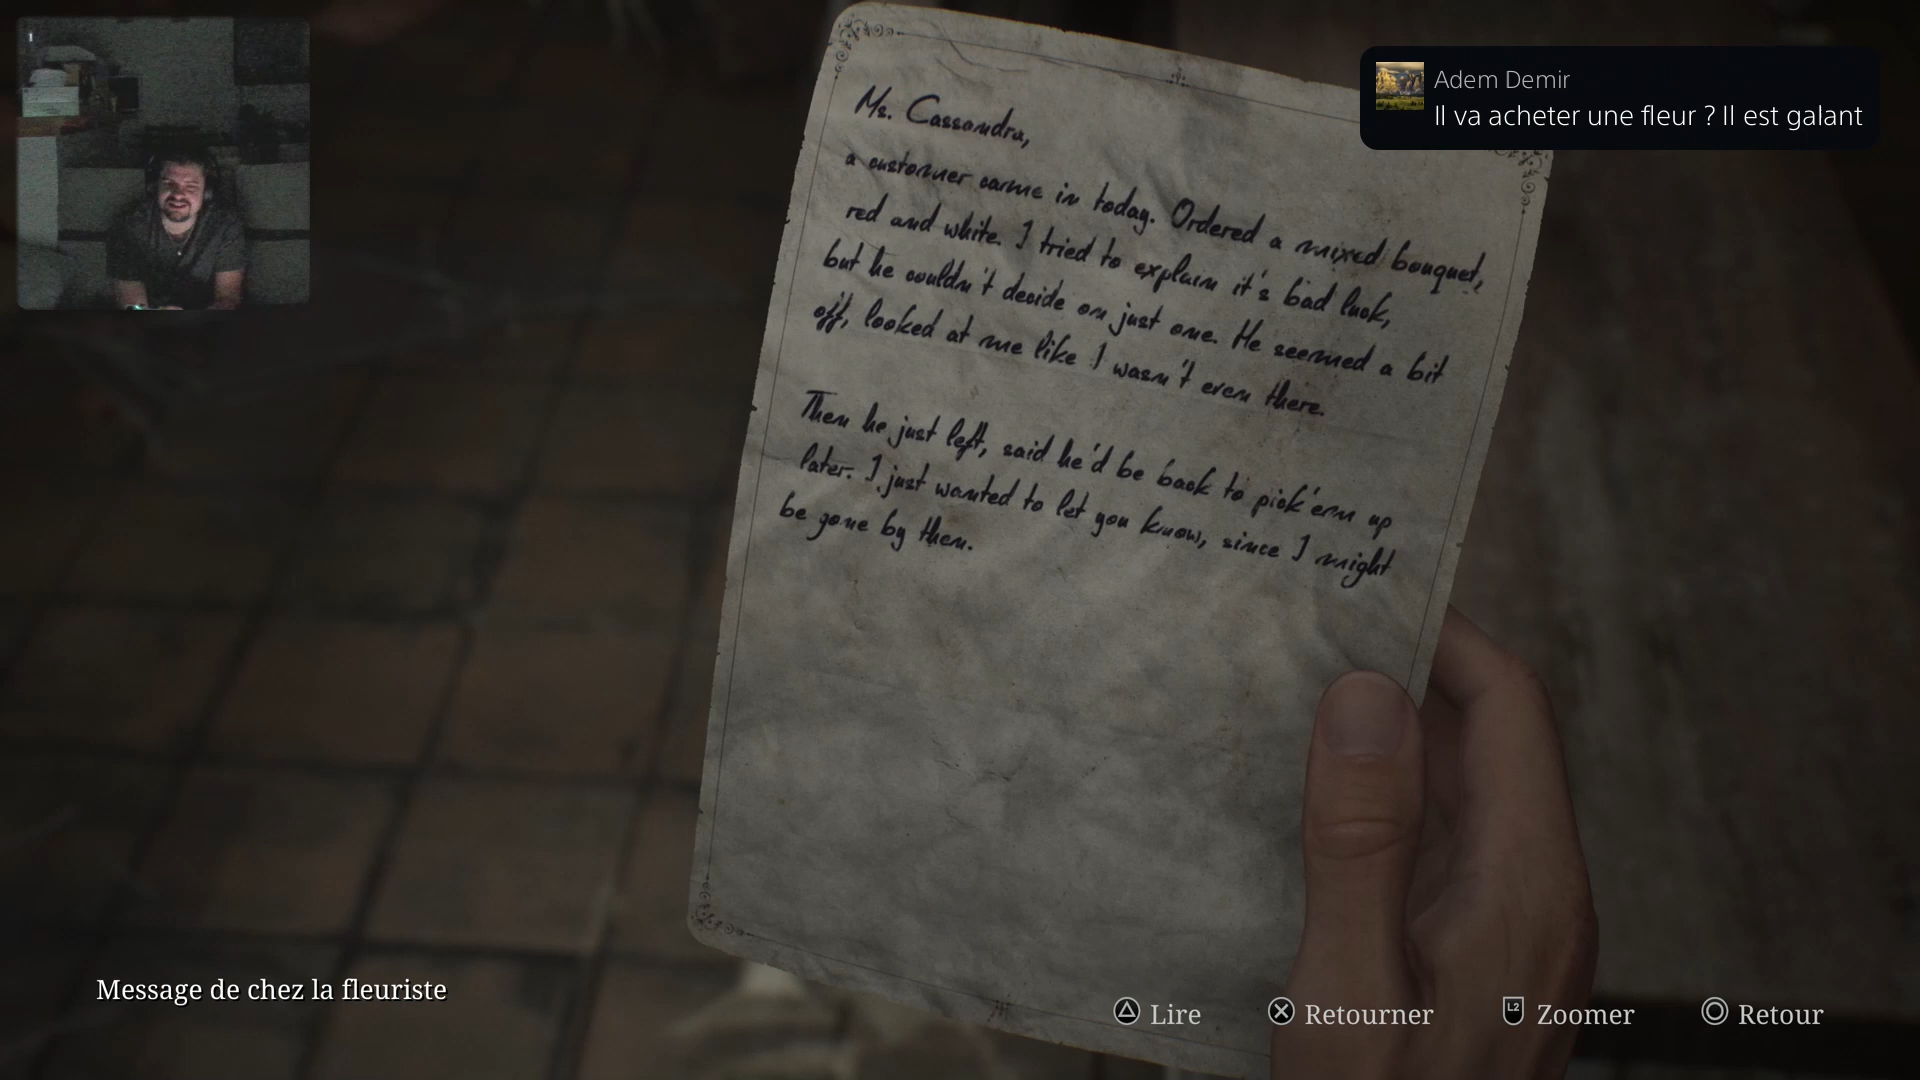 Adem Demir
Il va acheter une fleur ? Il est galant
Ms. Cassandra,
a customer came in today. Ordered a mixed bouquet,
red and white. I tried to explain it's bad luck,
but he couldn't decide on just one. He seemed a bit
off, looked at me like I wasn't even there.
Then he just left, said he'd be back to pick'em up
later. I just wanted to let you know, since I might
be gone by then.
Message de chez la fleuriste
Lire
Retourner
L2 Zoomer
Retour